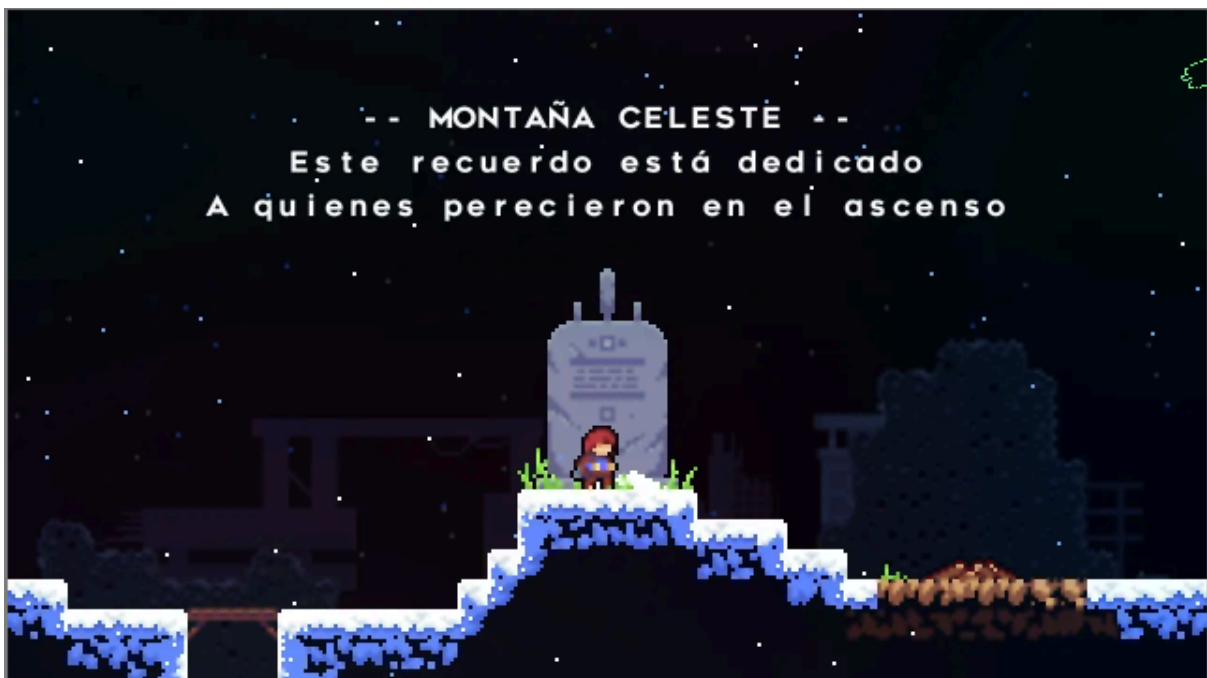 -- MONTAÑA CELESTE --
Este recuerdo está dedicado
A quienes perecieron en el ascenso